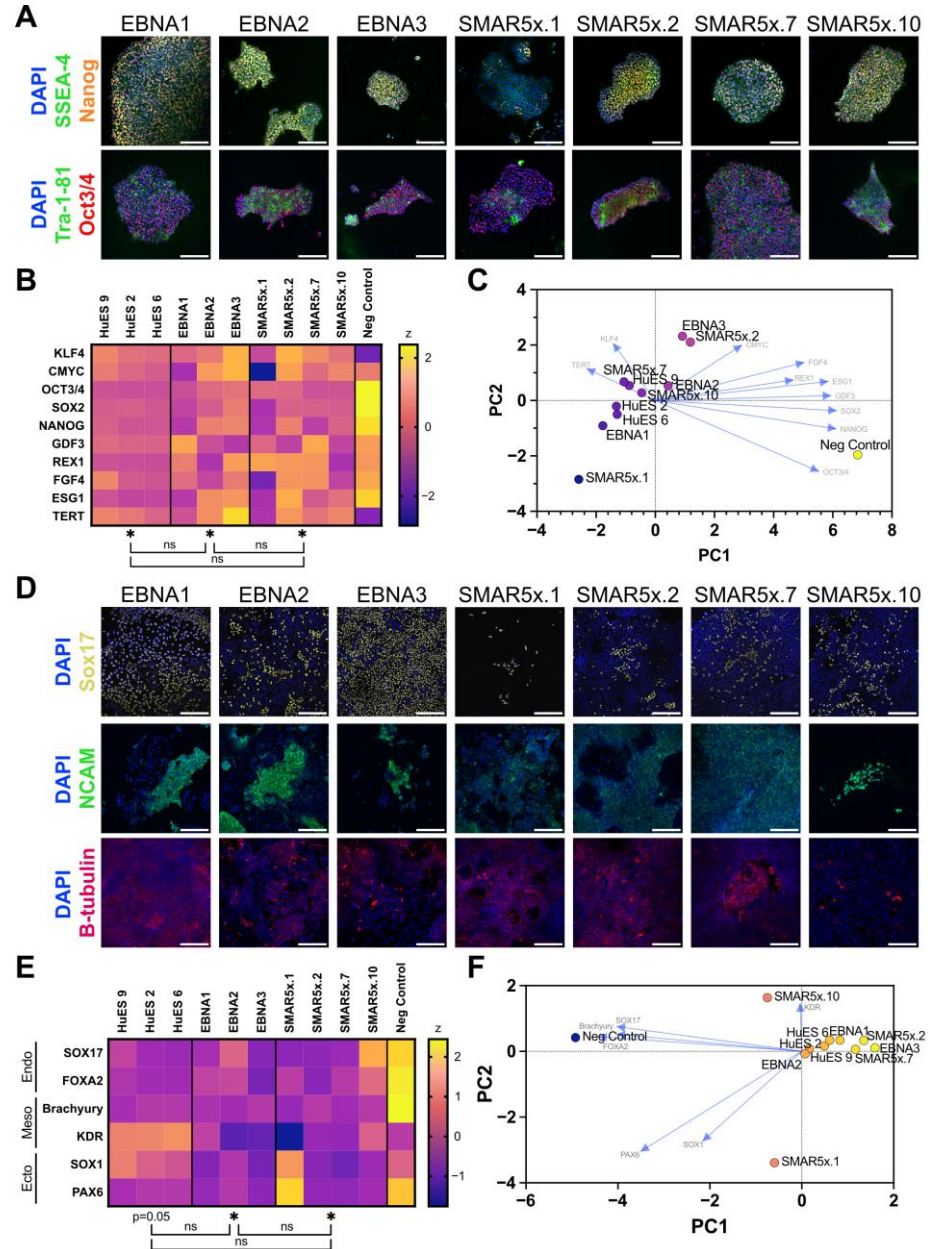 A
EBNA1 EBNA2 EBNA3 SMAR5x.1 SMAR5x.2 SMAR5x.7 SMAR5x.10
DAPI
SSEA-4
Nanog
DAPI
Tra-1-81
Oct3/4
B
HuES 9 HuES 2 HuES 6 EBNA1 EBNA2 EBNA3 SMAR5x.1 SMAR5x.2 SMAR5x.7 SMAR5x.10 Neg Control
z
KLF4
CMYC
OCT3/4
SOX2
NANOG
GDF3
REX1
FGF4
ESG1
TERT
2
0
−2
* * *
ns ns
ns
C
4
2
0
−2
−4
PC2
−4 −2 0 2 4 6 8
PC1
EBNA3
SMAR5x.2
KLF4
CMYC
TERT
FGF4
SMAR5x.7
HuES 9
REX1
ESG1
EBNA2
SMAR5x.10
GDF3
HuES 2
SOX2
HuES 6
NANOG
EBNA1
Neg Control
OCT3/4
SMAR5x.1
D
EBNA1 EBNA2 EBNA3 SMAR5x.1 SMAR5x.2 SMAR5x.7 SMAR5x.10
DAPI
Sox17
DAPI
NCAM
DAPI
B-tubulin
E
HuES 9 HuES 2 HuES 6 EBNA1 EBNA2 EBNA3 SMAR5x.1 SMAR5x.2 SMAR5x.7 SMAR5x.10 Neg Control
z
Endo
SOX17
FOXA2
Meso
Brachyury
KDR
Ecto
SOX1
PAX6
2
1
0
−1
p=0.05 * *
ns ns
ns
F
2
0
−2
−4
PC2
−6 −4 −2 0 2
PC1
SMAR5x.10
KDR
SOX17
Brachyury
Neg Control
FOXA2
HuES 6
EBNA1
SMAR5x.2
HuES 2
EBNA3
HuES 9
SMAR5x.7
EBNA2
PAX6
SOX1
SMAR5x.1